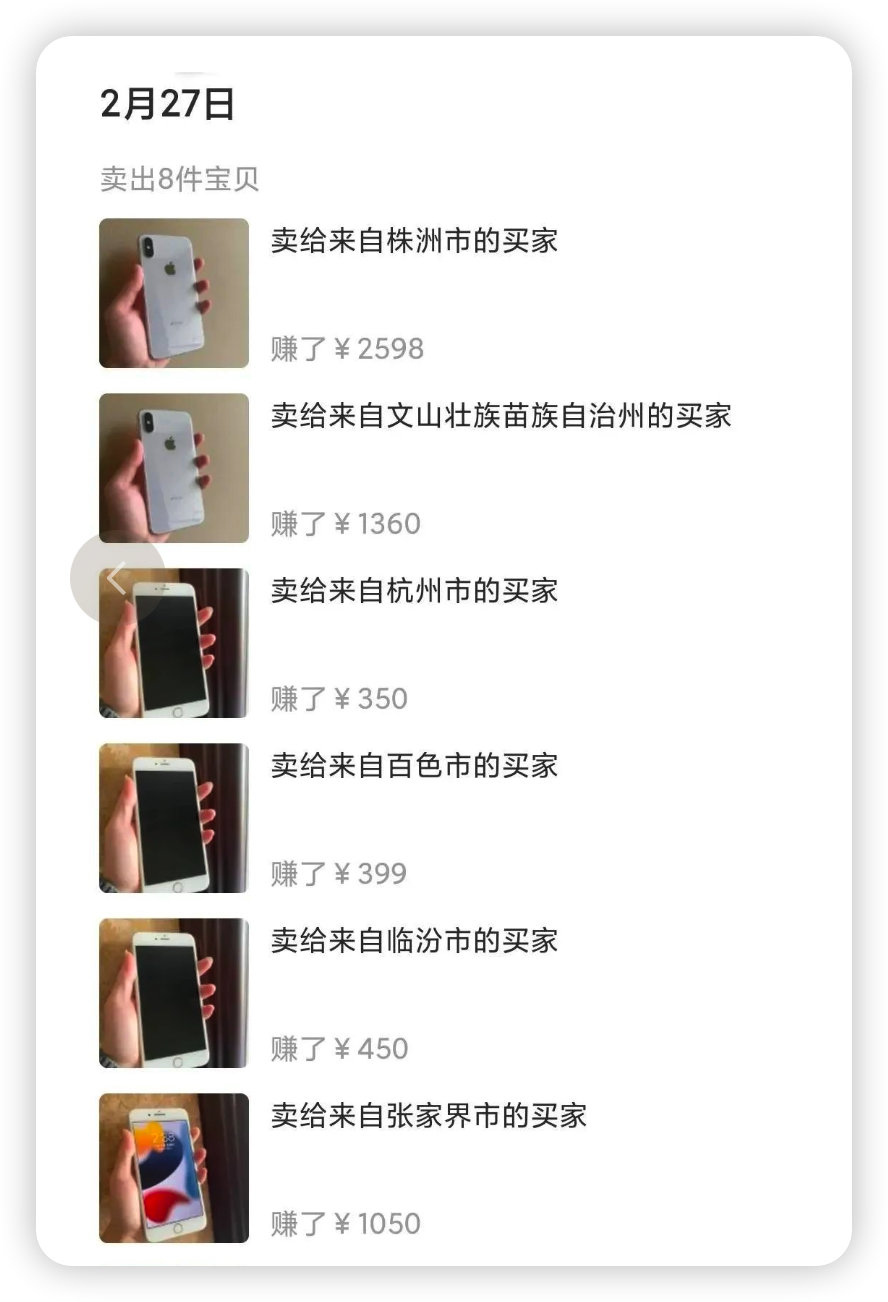 2月27日
卖出8件宝贝
卖给来自株洲市的买家
赚了¥2598
卖给来自文山壮族苗族自治州的买家
赚了¥1360
卖给来自杭州市的买家
赚了¥350
卖给来自百色市的买家
赚了¥399
卖给来自临汾市的买家
赚了¥450
卖给来自张家界市的买家
赚了¥1050